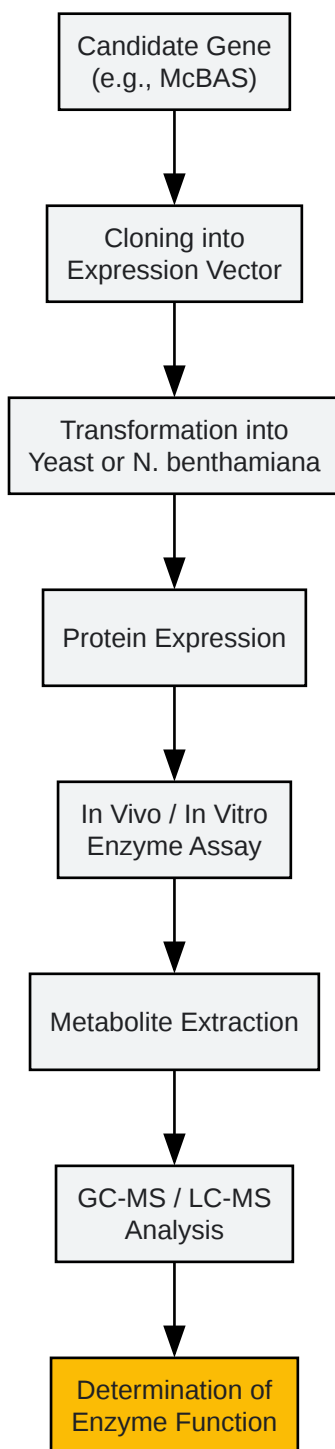 Candidate Gene
(e.g., McBAS)
Cloning into
Expression Vector
Transformation into
Yeast or N. benthamiana
Protein Expression
In Vivo / In Vitro
Enzyme Assay
Metabolite Extraction
GC-MS / LC-MS
Analysis
Determination of
Enzyme Function